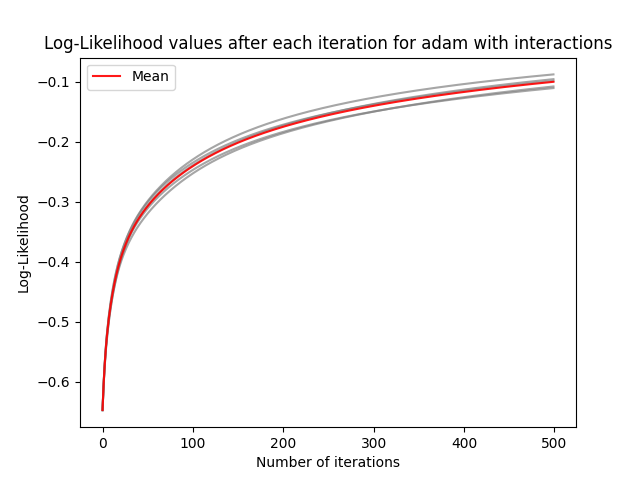 Log-Likelihood values after each iteration for adam with interactions
Mean
−0.1
−0.2
−0.3
−0.4
−0.5
−0.6
Log-Likelihood
0 100 200 300 400 500
Number of iterations